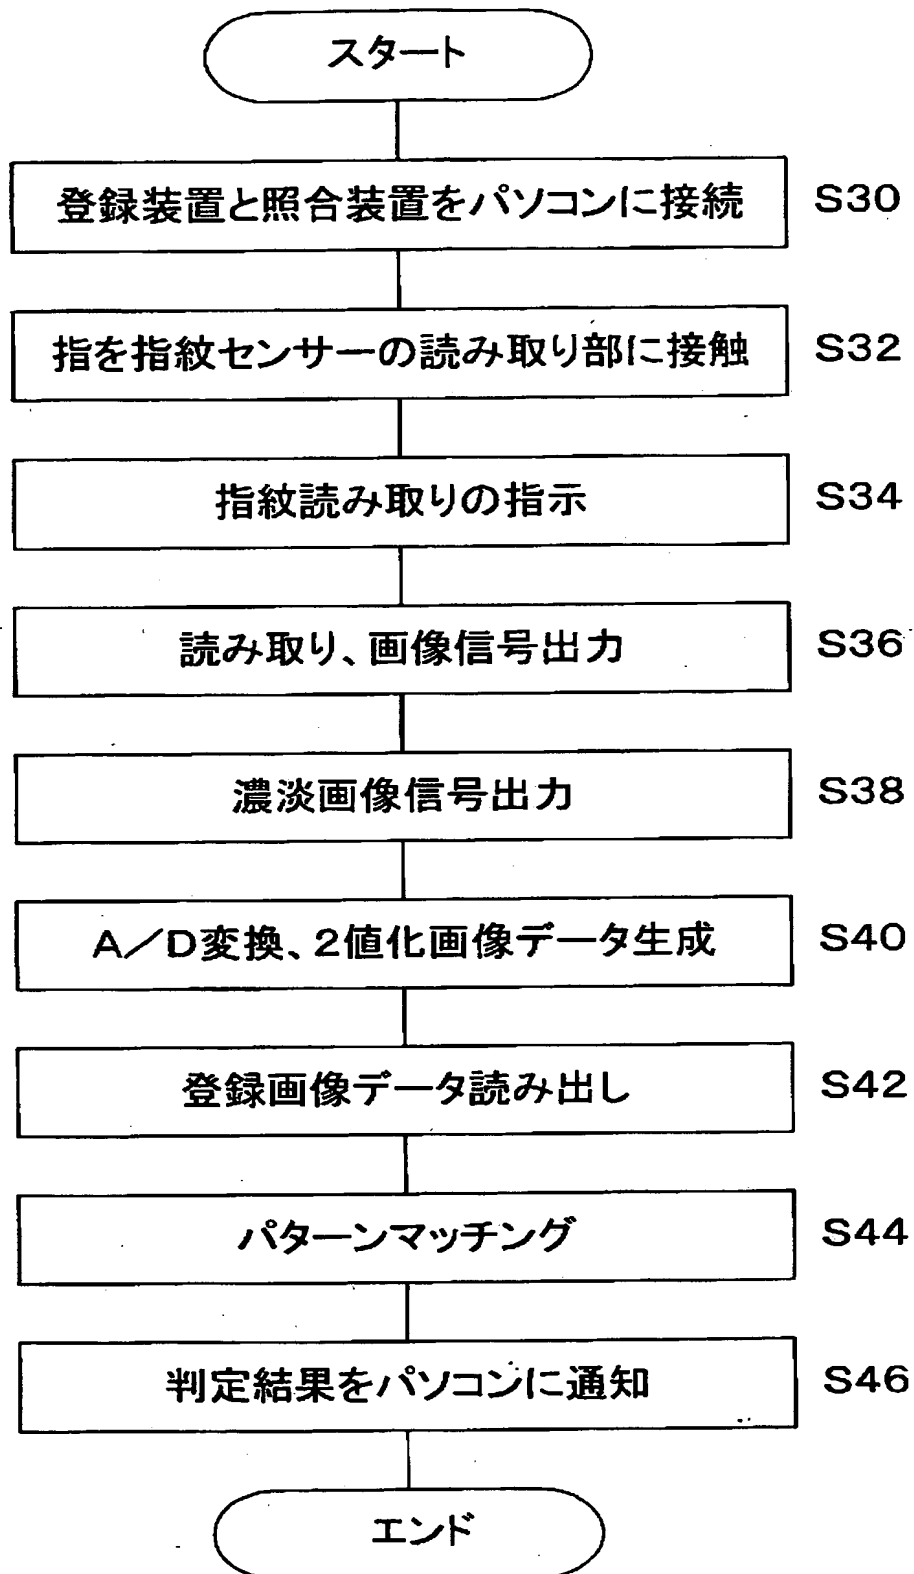 スタート
登録装置と照合装置をパソコンに接続 S30
指を指紋センサーの読み取り部に接触 S32
指紋読み取りの指示 S34
読み取り、画像信号出力 S36
濃淡画像信号出力 S38
A／D変換、2値化画像データ生成 S40
登録画像データ読み出し S42
パターンマッチング S44
判定結果をパソコンに通知 S46
エンド